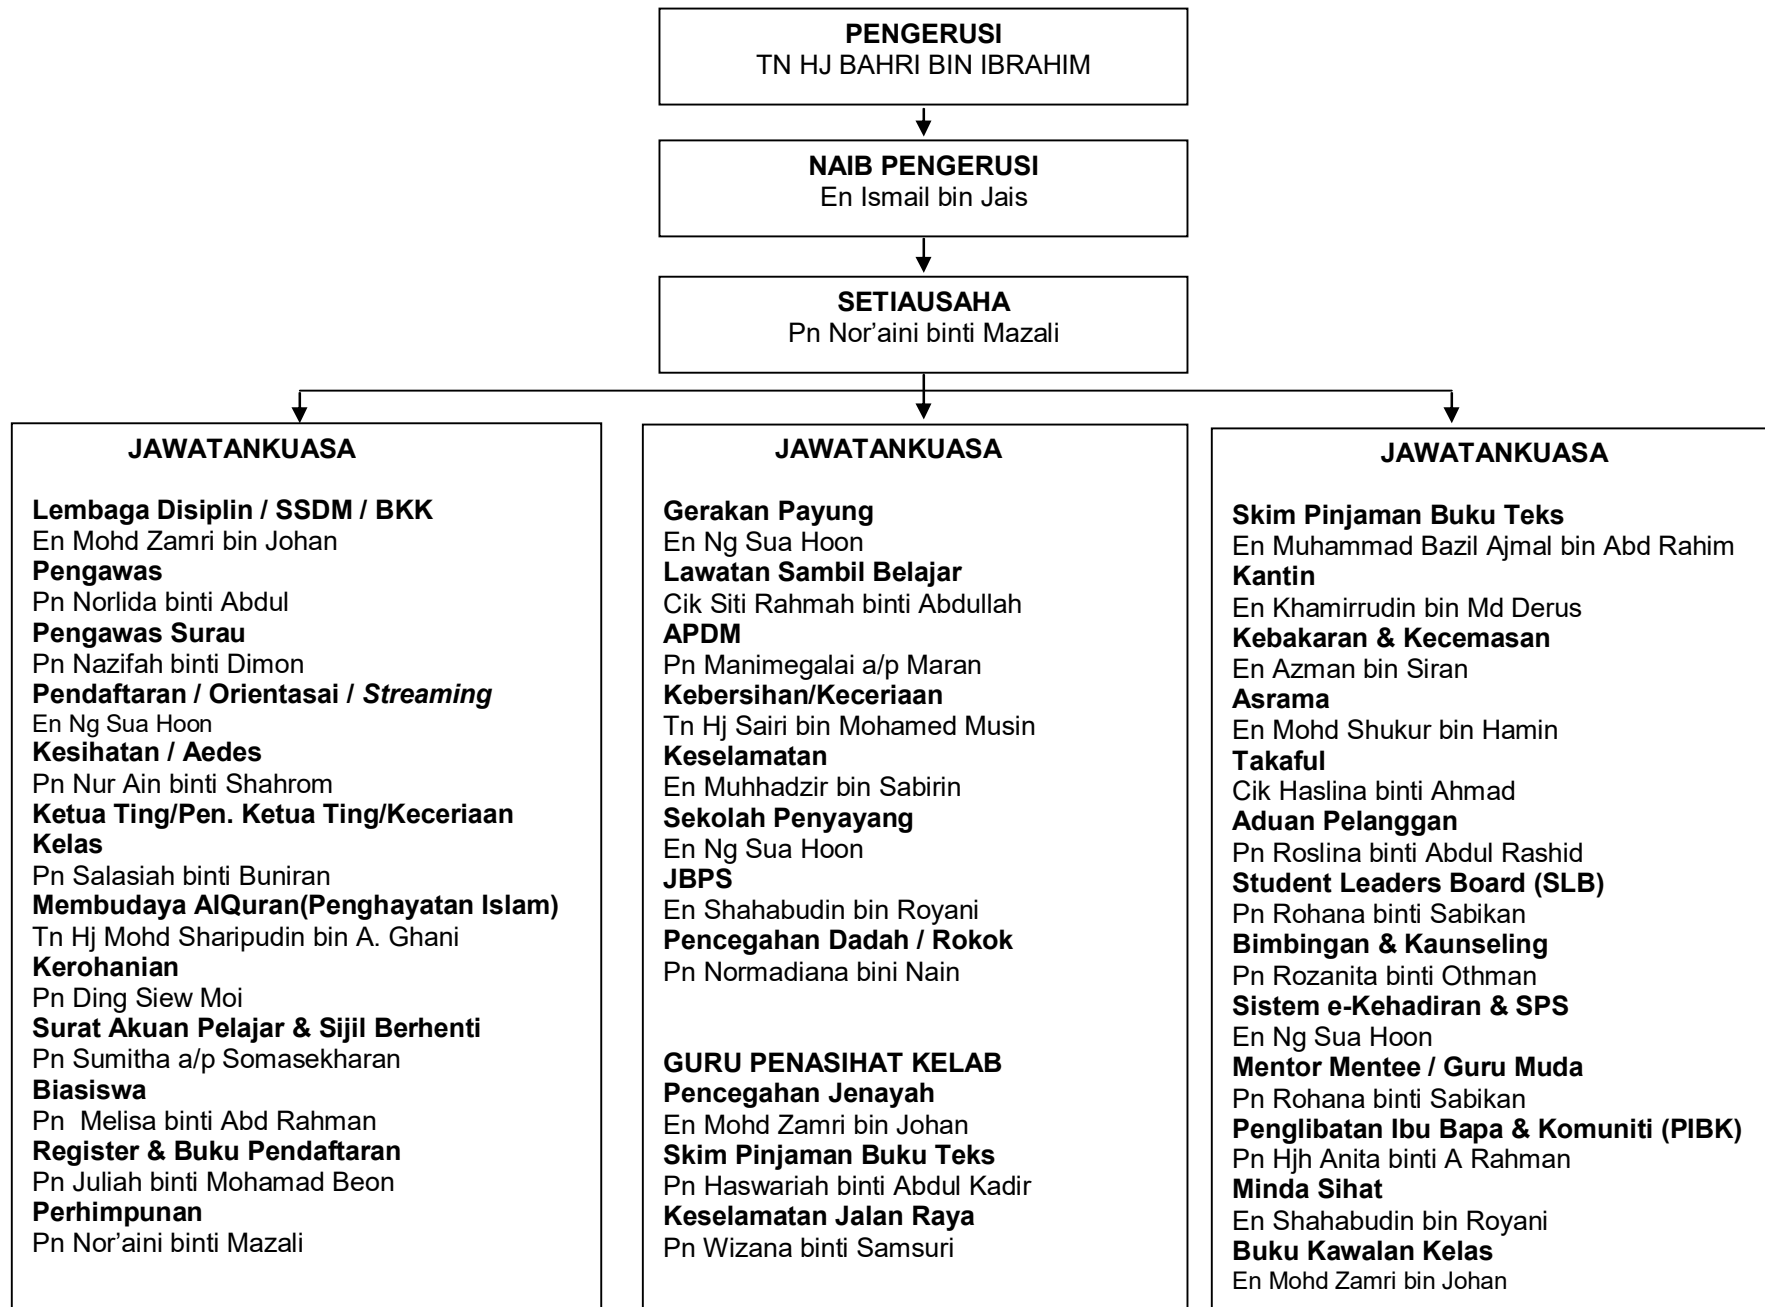 PENGERUSI
TN HJ BAHRI BIN IBRAHIM
NAIB PENGERUSI
En Ismail bin Jais
SETIAUSAHA
Pn Nor’aini binti Mazali
JAWATANKUASA
Lembaga Disiplin / SSDM / BKK
En Mohd Zamri bin Johan
Pengawas
Pn Norlida binti Abdul
Pengawas Surau
Pn Nazifah binti Dimon
Pendaftaran / Orientasai / Streaming
En Ng Sua Hoon
Kesihatan / Aedes
Pn Nur Ain binti Shahrom
Ketua Ting/Pen. Ketua Ting/Keceriaan
Kelas
Pn Salasiah binti Buniran
Membudaya AlQuran(Penghayatan Islam)
Tn Hj Mohd Sharipudin bin A. Ghani
Kerohanian
Pn Ding Siew Moi
Surat Akuan Pelajar & Sijil Berhenti
Pn Sumitha a/p Somasekharan
Biasiswa
Pn Melisa binti Abd Rahman
Register & Buku Pendaftaran
Pn Juliah binti Mohamad Beon
Perhimpunan
Pn Nor’aini binti Mazali
JAWATANKUASA
Gerakan Payung
En Ng Sua Hoon
Lawatan Sambil Belajar
Cik Siti Rahmah binti Abdullah
APDM
Pn Manimegalai a/p Maran
Kebersihan/Keceriaan
Tn Hj Sairi bin Mohamed Musin
Keselamatan
En Muhhadzir bin Sabirin
Sekolah Penyayang
En Ng Sua Hoon
JBPS
En Shahabudin bin Royani
Pencegahan Dadah / Rokok
Pn Normadiana bini Nain
GURU PENASIHAT KELAB
Pencegahan Jenayah
En Mohd Zamri bin Johan
Skim Pinjaman Buku Teks
Pn Haswariah binti Abdul Kadir
Keselamatan Jalan Raya
Pn Wizana binti Samsuri
JAWATANKUASA
Skim Pinjaman Buku Teks
En Muhammad Bazil Ajmal bin Abd Rahim
Kantin
En Khamirrudin bin Md Derus
Kebakaran & Kecemasan
En Azman bin Siran
Asrama
En Mohd Shukur bin Hamin
Takaful
Cik Haslina binti Ahmad
Aduan Pelanggan
Pn Roslina binti Abdul Rashid
Student Leaders Board (SLB)
Pn Rohana binti Sabikan
Bimbingan & Kaunseling
Pn Rozanita binti Othman
Sistem e-Kehadiran & SPS
En Ng Sua Hoon
Mentor Mentee / Guru Muda
Pn Rohana binti Sabikan
Penglibatan Ibu Bapa & Komuniti (PIBK)
Pn Hjh Anita binti A Rahman
Minda Sihat
En Shahabudin bin Royani
Buku Kawalan Kelas
En Mohd Zamri bin Johan